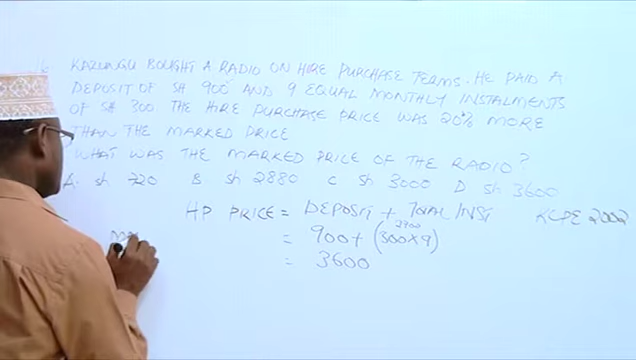 16 KAZUNGU BOUGHT A RADIO ON HIRE PURCHASE TERMS. HE PAID A
DEPOSIT OF SH 900 AND 9 EQUAL MONTHLY INSTALMENTS
OF SH 300 THE HIRE PURCHASE PRICE WAS 20% MORE
THAN THE MARKED PRICE
WHAT WAS THE MARKED PRICE OF THE RADIO?
A. sh 720 B sh 2880 C sh 3000 D sh 3600
HP PRICE = DEPOSIT + TOTAL INST KCPE 2002
2700
= 900+ (300×9)
= 3600